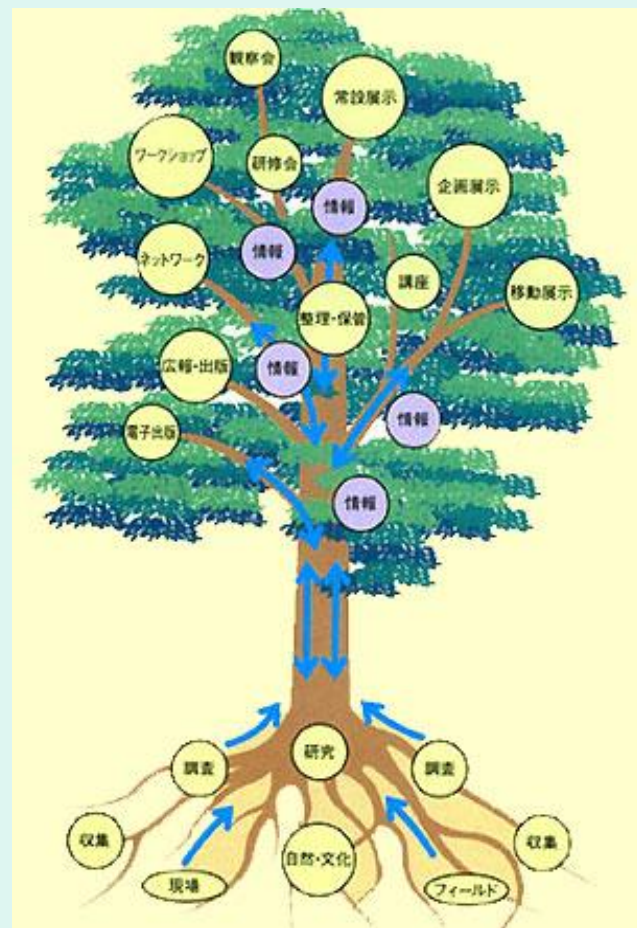 観察会
常設展示
ワークショップ
研修会
企画展示
情報
情報
ネットワーク
講座
移動展示
整理・保管
広報・出版
情報
情報
電子出版
情報
研究
調査
調査
収集
収集
自然・文化
現場
フィールド